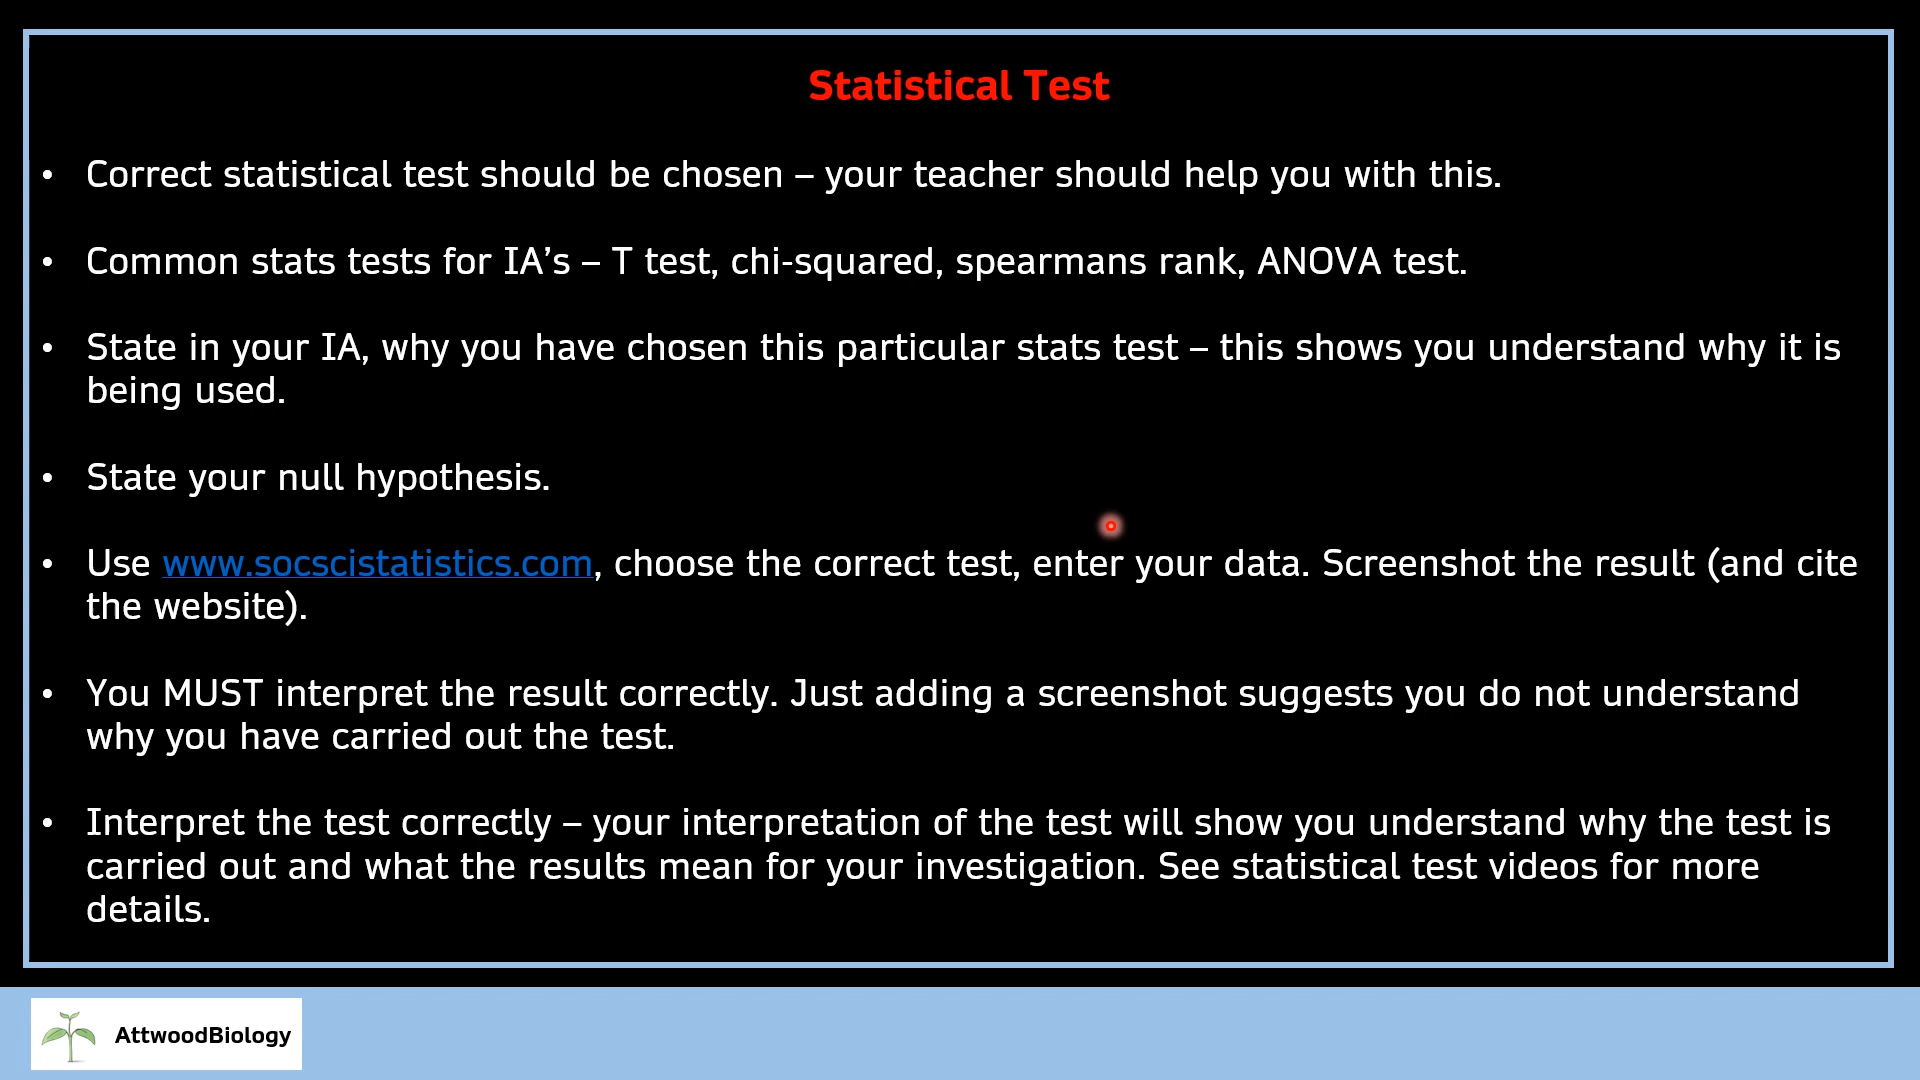 Statistical Test
• Correct statistical test should be chosen – your teacher should help you with this.
• Common stats tests for IA’s – T test, chi-squared, spearmans rank, ANOVA test.
• State in your IA, why you have chosen this particular stats test – this shows you understand why it is
being used.
• State your null hypothesis.
• Use www.socscistatistics.com, choose the correct test, enter your data. Screenshot the result (and cite
the website).
• You MUST interpret the result correctly. Just adding a screenshot suggests you do not understand
why you have carried out the test.
• Interpret the test correctly – your interpretation of the test will show you understand why the test is
carried out and what the results mean for your investigation. See statistical test videos for more
details.
AttwoodBiology